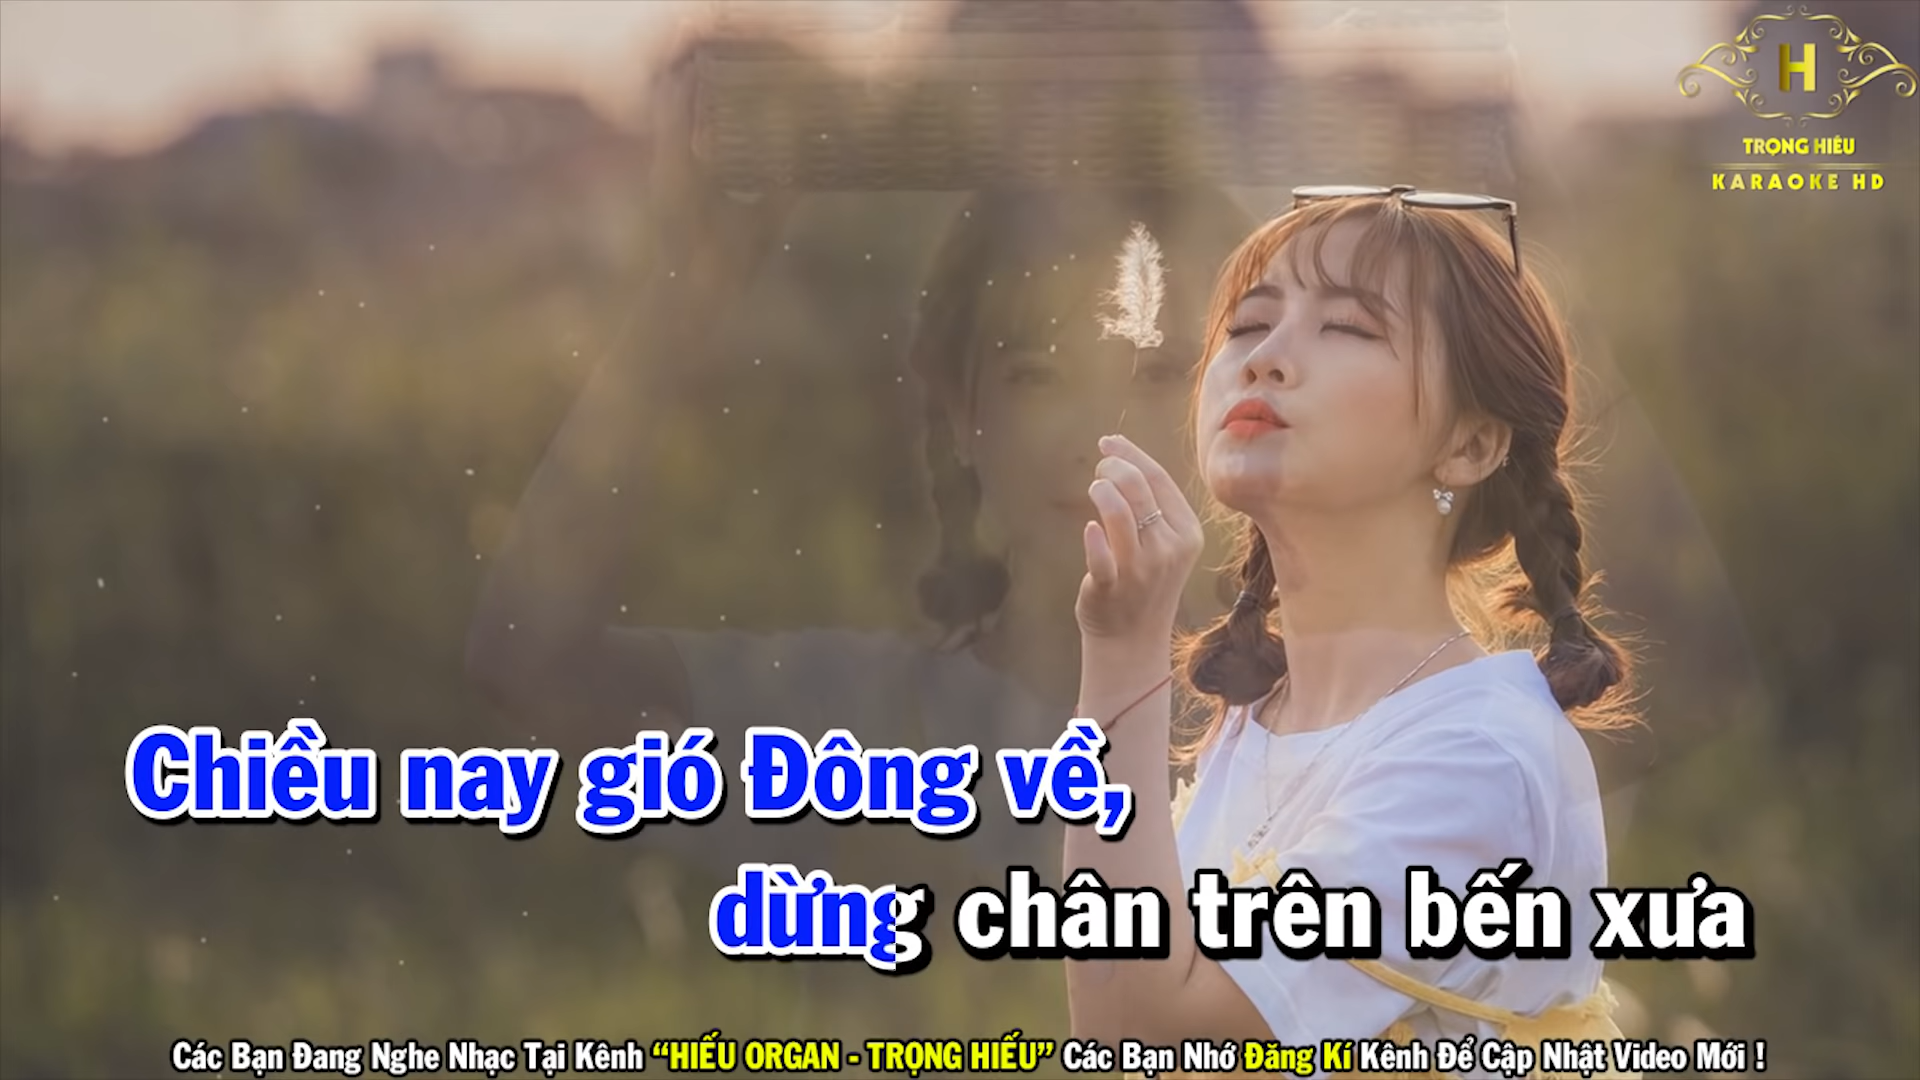 H
TRỌNG HIẾU
KARAOKE HD
Chiều nay gió Đông về,
dừng chân trên bến xưa
Các Bạn Đang Nghe Nhạc Tại Kênh “HIẾU ORGAN - TRỌNG HIẾU” Các Bạn Nhớ Đăng Kí Kênh Để Cập Nhật Video Mới !